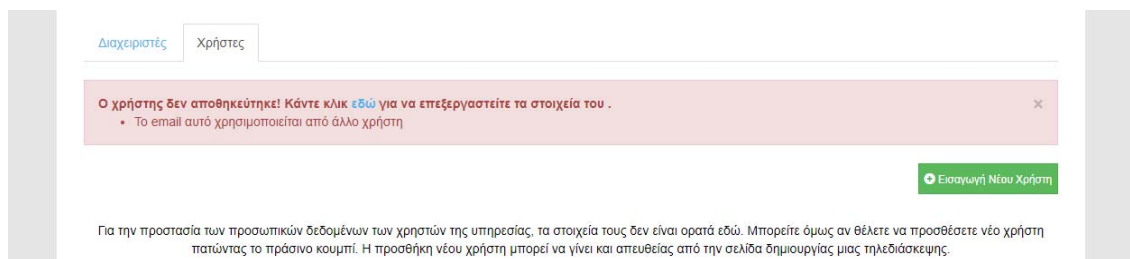 Διαχειριστές Χρήστες
Ο χρήστης δεν αποθηκεύτηκε! Κάντε κλικ εδώ για να επεξεργαστείτε τα στοιχεία του .
• Το email αυτό χρησιμοποιείται από άλλο χρήστη
Εισαγωγή Νέου Χρήστη
Για την προστασία των προσωπικών δεδομένων των χρηστών της υπηρεσίας, τα στοιχεία τους δεν είναι ορατά εδώ. Μπορείτε όμως αν θέλετε να προσθέσετε νέο χρήστη
πατώντας το πράσινο κουμπί. Η προσθήκη νέου χρήστη μπορεί να γίνει και απευθείας από την σελίδα δημιουργίας μιας τηλεδιάσκεψης.